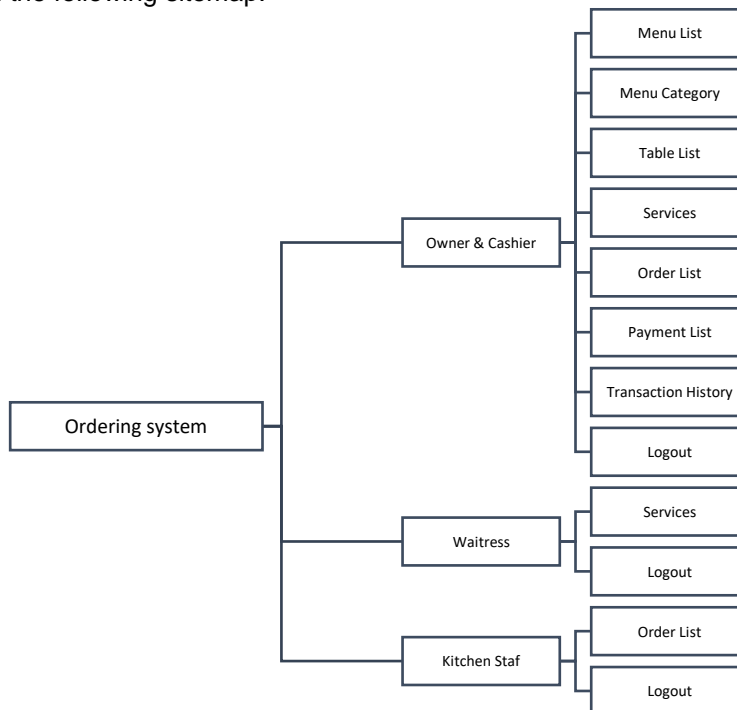 the following sitemap:
Menu List
Menu Category
Table List
Services
Owner & Cashier
Order List
Payment List
Transaction History
Logout
Ordering system
Services
Waitress
Logout
Order List
Kitchen Staf
Logout